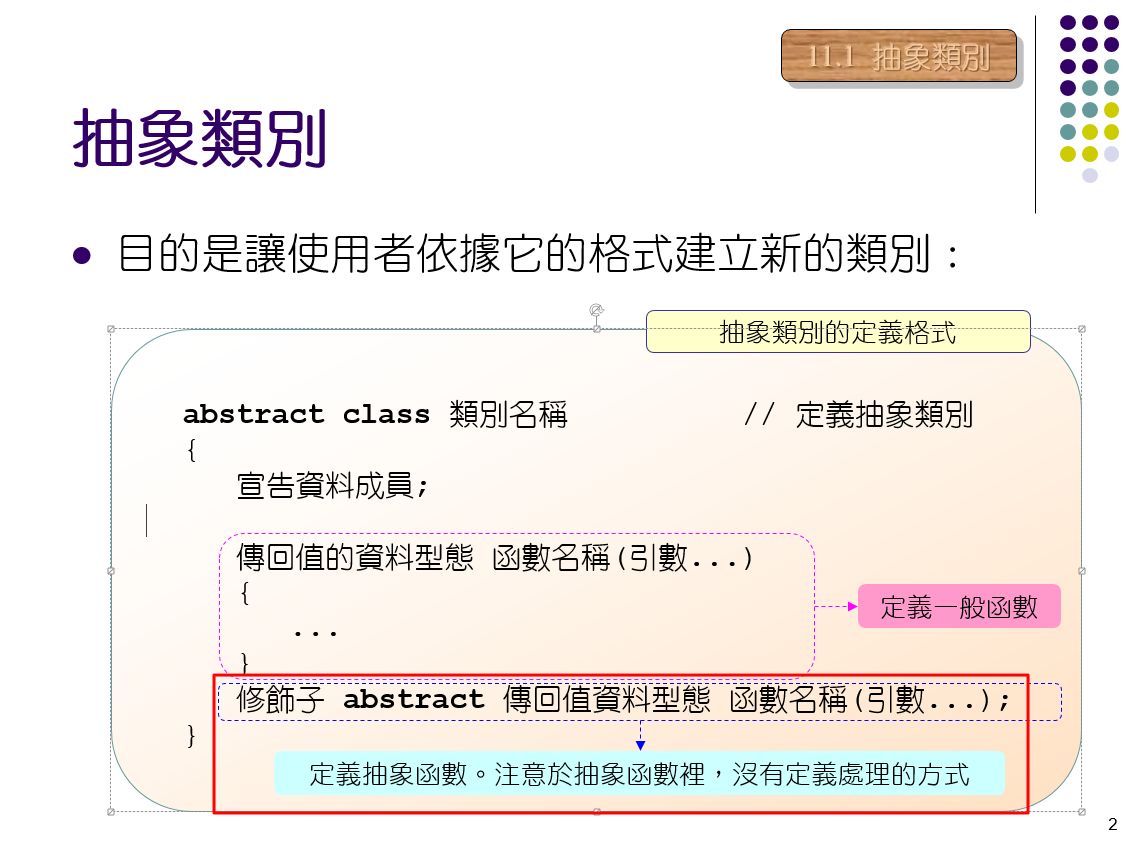 11.1 抽象類別
抽象類別
目的是讓使用者依據它的格式建立新的類別：
抽象類別的定義格式
abstract class 類別名稱 // 定義抽象類別
{
宣告資料成員;
傳回值的資料型態 函數名稱(引數...)
{
...
}
定義一般函數
修飾子 abstract 傳回值資料型態 函數名稱(引數...);
}
定義抽象函數。注意於抽象函數裡，沒有定義處理的方式
2